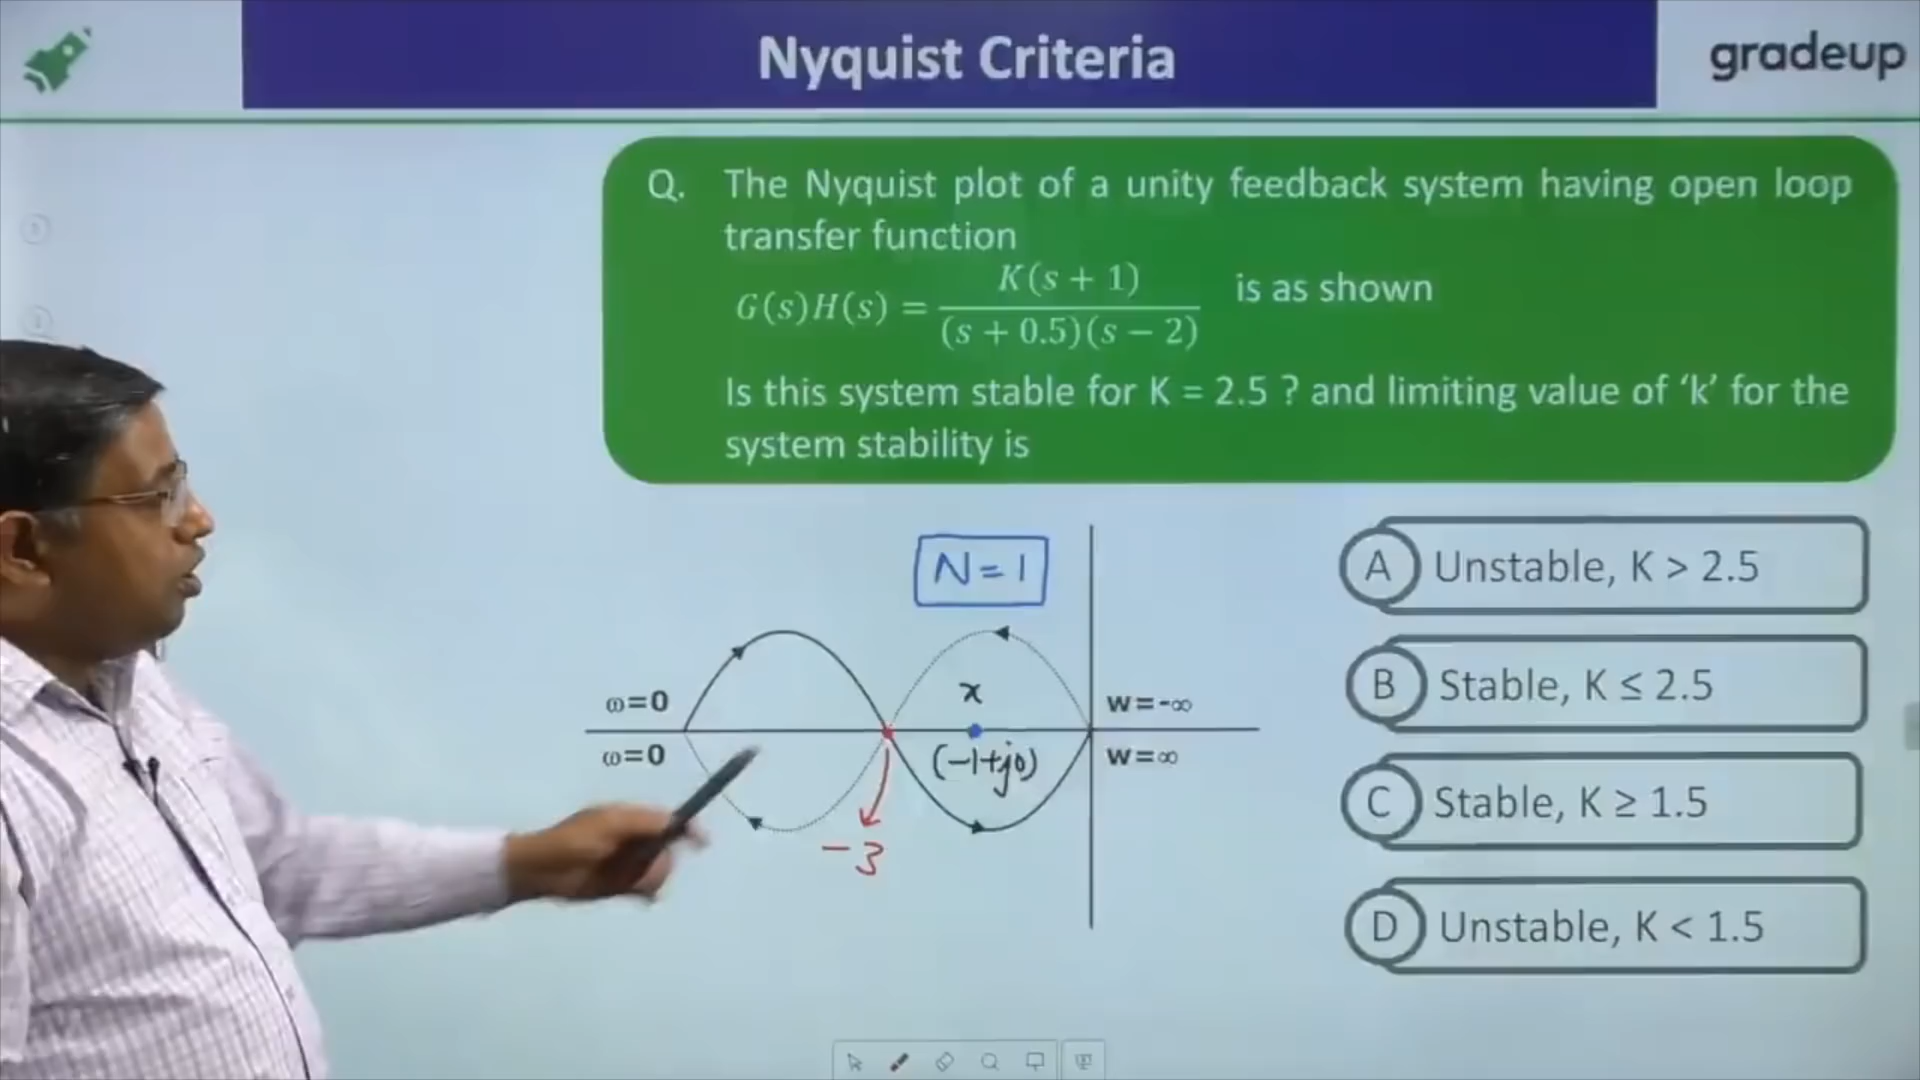 Nyquist Criteria
gradeup
Q. The Nyquist plot of a unity feedback system having open loop
transfer function
G(s)H(s) = K(s + 1) / (s + 0.5)(s − 2) is as shown
Is this system stable for K = 2.5 ? and limiting value of ‘k’ for the
system stability is
N=1
A Unstable, K > 2.5
B Stable, K ≤ 2.5
C Stable, K ≥ 1.5
D Unstable, K < 1.5
ω=0
x
w=-∞
ω=0
(-1+j0)
w=∞
-3